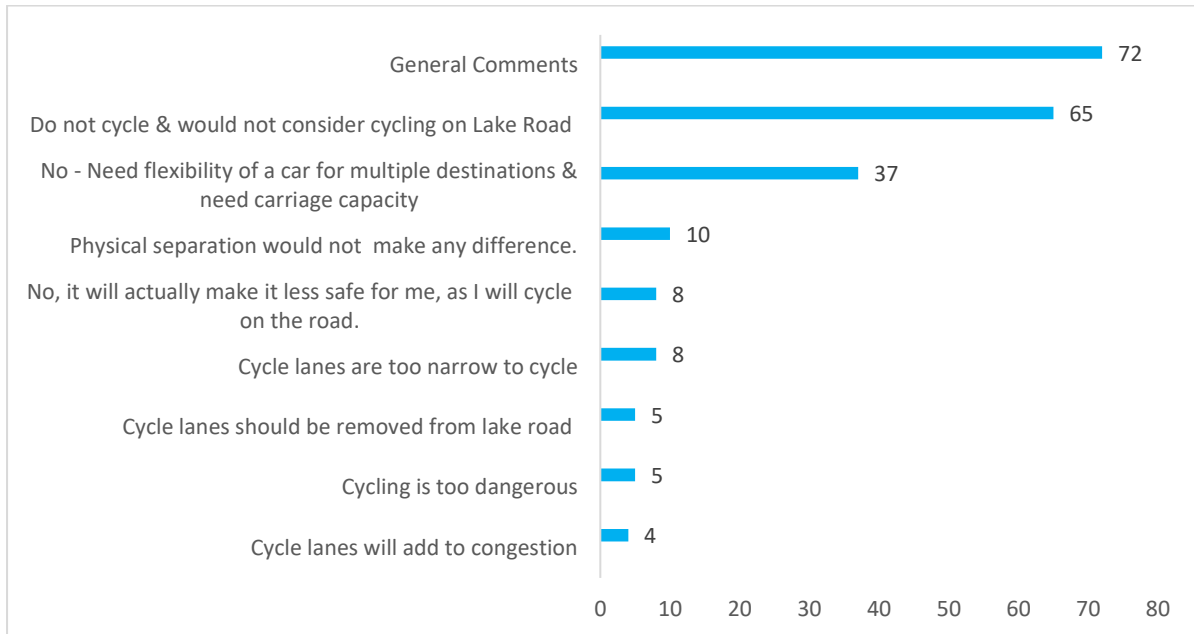 General Comments
72
Do not cycle & would not consider cycling on Lake Road
65
No - Need flexibility of a car for multiple destinations &
need carriage capacity
37
Physical separation would not  make any difference.
10
No, it will actually make it less safe for me, as I will cycle
on the road.
8
Cycle lanes are too narrow to cycle
8
Cycle lanes should be removed from lake road
5
Cycling is too dangerous
5
Cycle lanes will add to congestion
4
0 10 20 30 40 50 60 70 80